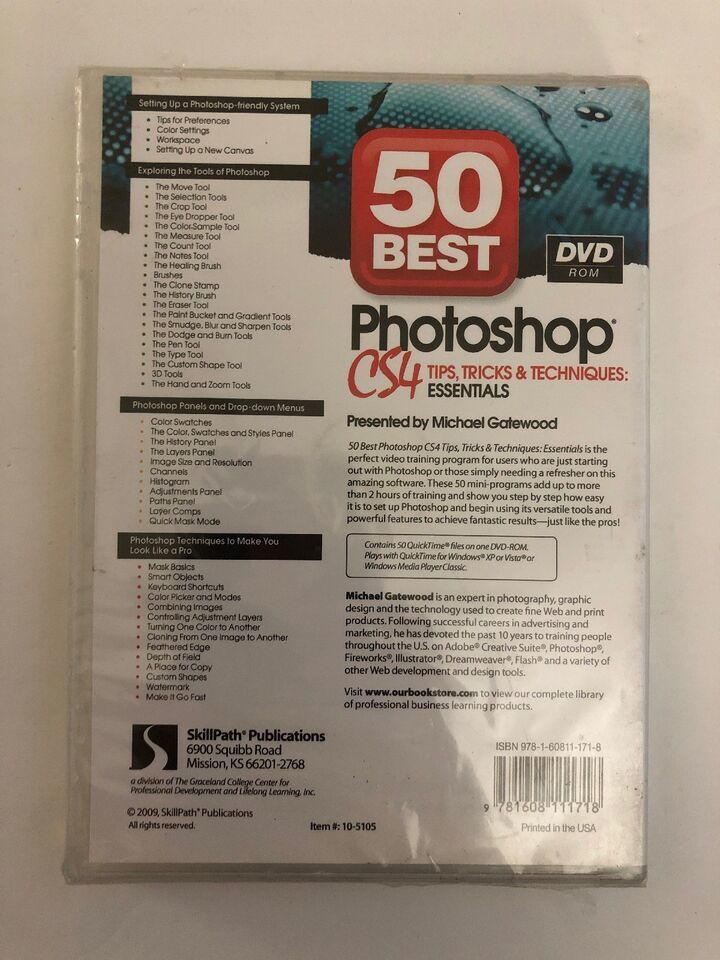 Setting Up a Photoshop-friendly System
• Tips for Preferences
• Color Settings
• Workspace
• Setting Up a New Canvas
Exploring the Tools of Photoshop
• The Move Tool
• The Selection Tools
• The Crop Tool
• The Eye Dropper Tool
• The Color-Sample Tool
• The Measure Tool
• The Count Tool
• The Notes Tool
• The Healing Brush
• Brushes
• The Clone Stamp
• The History Brush
• The Eraser Tool
• The Paint Bucket and Gradient Tools
• The Smudge, Blur and Sharpen Tools
• The Dodge and Burn Tools
• The Pen Tool
• The Type Tool
• The Custom Shape Tool
• 3D Tools
• The Hand and Zoom Tools
Photoshop Panels and Drop-down Menus
• Color Swatches
• The Color, Swatches and Styles Panel
• The History Panel
• The Layers Panel
• Image Size and Resolution
• Channels
• Histogram
• Adjustments Panel
• Paths Panel
• Layer Comps
• Quick Mask Mode
Photoshop Techniques to Make You
Look Like a Pro
• Mask Basics
• Smart Objects
• Keyboard Shortcuts
• Color Picker and Modes
• Combining Images
• Controlling Adjustment Layers
• Turning One Color to Another
• Cloning From One Image to Another
• Feathered Edge
• Depth of Field
• A Place for Copy
• Custom Shapes
• Watermark
• Make It Go Fast
SkillPath® Publications
6900 Squibb Road
Mission, KS 66201-2768
a division of The Graceland College Center for
Professional Development and Lifelong Learning, Inc.
© 2009, SkillPath® Publications
All rights reserved.
Item #: 10-5105
50
BEST
DVD
ROM
Photoshop®
CS4 TIPS, TRICKS & TECHNIQUES:
ESSENTIALS
Presented by Michael Gatewood
50 Best Photoshop CS4 Tips, Tricks & Techniques: Essentials is the
perfect video training program for users who are just starting
out with Photoshop or those simply needing a refresher on this
amazing software. These 50 mini-programs add up to more
than 2 hours of training and show you step by step how easy
it is to set up Photoshop and begin using its versatile tools and
powerful features to achieve fantastic results—just like the pros!
Contains 50 QuickTime® files on one DVD-ROM.
Plays with QuickTime for Windows® XP or Vista® or
Windows Media Player Classic.
Michael Gatewood is an expert in photography, graphic
design and the technology used to create fine Web and print
products. Following successful careers in advertising and
marketing, he has devoted the past 10 years to training people
throughout the U.S. on Adobe® Creative Suite®, Photoshop®,
Fireworks®, Illustrator®, Dreamweaver®, Flash® and a variety of
other Web development and design tools.
Visit www.ourbookstore.com to view our complete library
of professional business learning products.
ISBN 978-1-60811-171-8
9 781608 111718
Printed in the USA